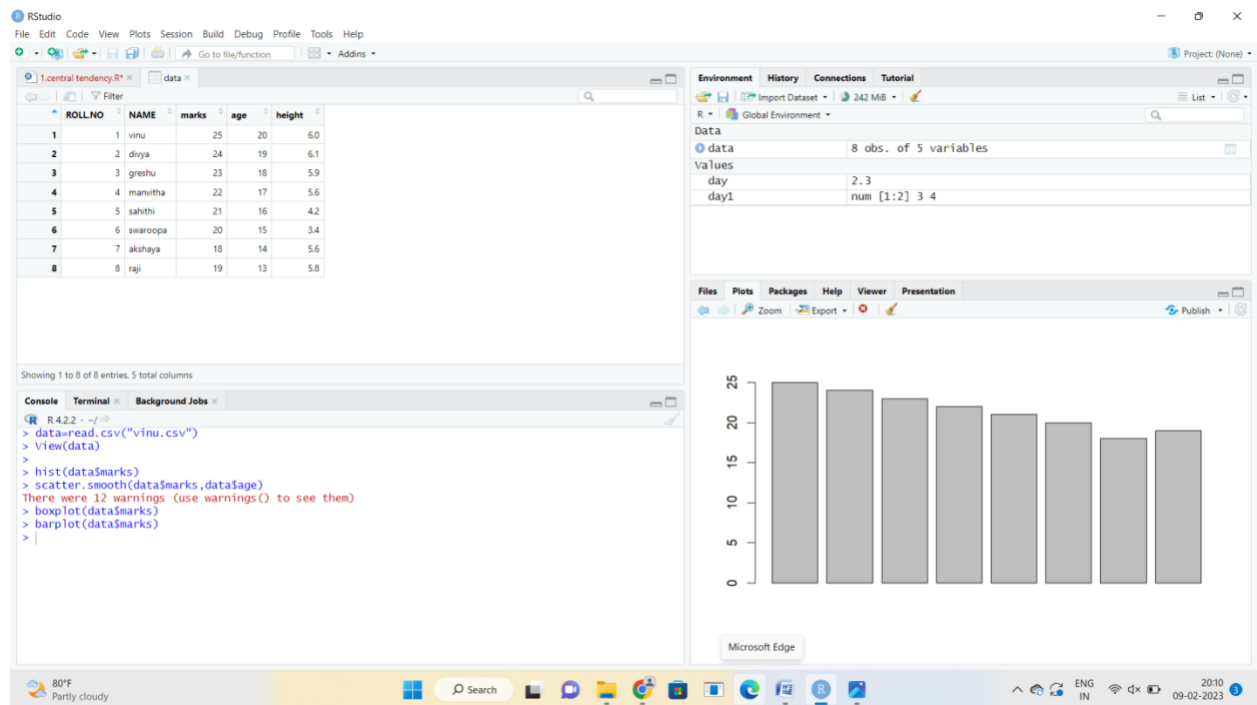 RStudio
File Edit Code View Plots Session Build Debug Profile Tools Help
Go to file/function
Addins
Project: (None)
1.central tendency.R*
data
Filter
ROLL.NO NAME marks age height
1 1 vinu 25 20 6.0
2 2 divya 24 19 6.1
3 3 greshu 23 18 5.9
4 4 manvitha 22 17 5.6
5 5 sahithi 21 16 4.2
6 6 swaroopa 20 15 3.4
7 7 akshaya 18 14 5.6
8 8 raji 19 13 5.8
Showing 1 to 8 of 8 entries, 5 total columns
Console Terminal Background Jobs
R 4.2.2 · ~/
> data=read.csv("vinu.csv")
> View(data)
>
> hist(data$marks)
> scatter.smooth(data$marks,data$age)
There were 12 warnings (use warnings() to see them)
> boxplot(data$marks)
> barplot(data$marks)
>
Environment History Connections Tutorial
Import Dataset 242 MiB List
R Global Environment
Data
data 8 obs. of 5 variables
Values
day 2.3
day1 num [1:2] 3 4
Files Plots Packages Help Viewer Presentation
Zoom Export Publish
25
20
15
10
5
0
Microsoft Edge
80°F
Partly cloudy
Search
ENG
IN
20:10
09-02-2023
3